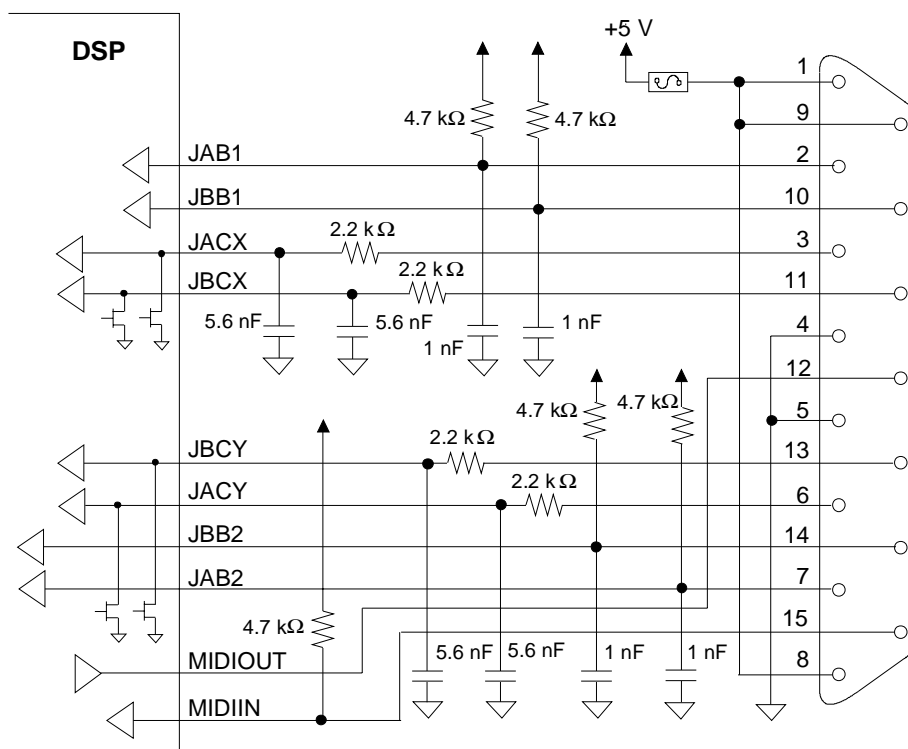 DSP
+5 V
1
9
4.7 kΩ
4.7 kΩ
JAB1
2
JBB1
10
JACX
2.2 kΩ
3
JBCX
2.2 kΩ
11
5.6 nF
5.6 nF
1 nF
1 nF
4
12
4.7 kΩ
4.7 kΩ
5
JBCY
2.2 kΩ
13
JACY
2.2 kΩ
6
JBB2
14
JAB2
7
4.7 kΩ
15
MIDIOUT
5.6 nF
5.6 nF
1 nF
1 nF
8
MIDIIN